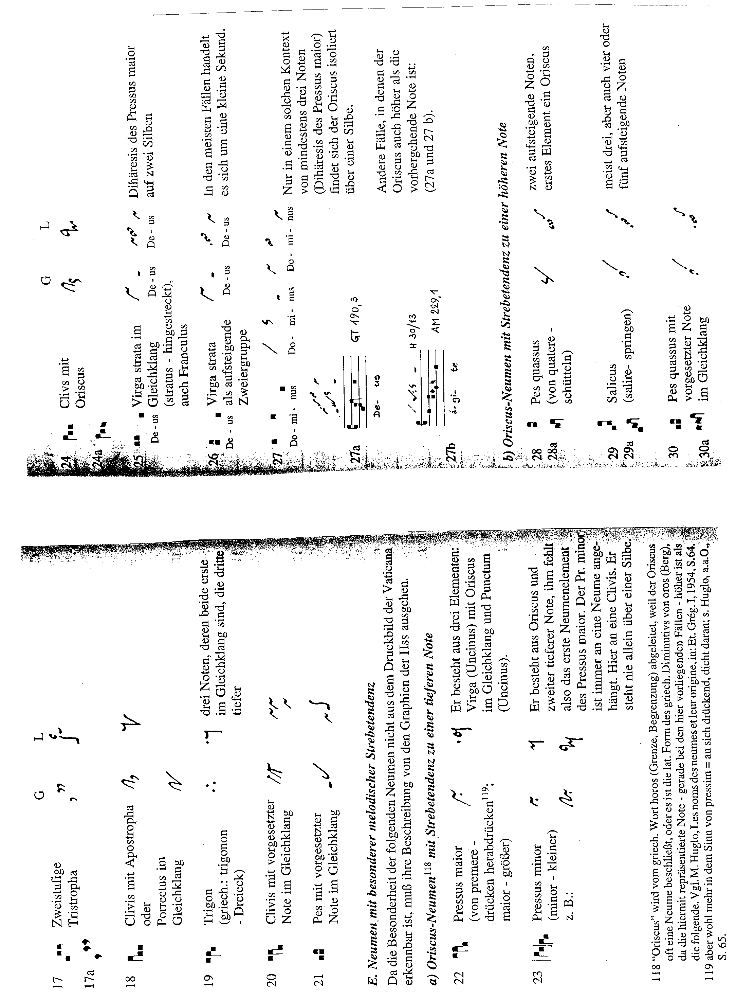 G L
17 Zweistufige
Tristropha
17a
18 Clivis mit Apostropha
oder
Porrectus im
Gleichklang
19 Trigon
(griech.: trigonon
- Dreieck)
drei Noten, deren beide erste
im Gleichklang sind, die dritte
tiefer
20 Clivis mit vorgesetzter
Note im Gleichklang
21 Pes mit vorgesetzter
Note im Gleichklang
E. Neumen mit besonderer melodischer Strebetendenz
Da die Besonderheit der folgenden Neumen nicht aus dem Druckbild der Vaticana
erkennbar ist, muß ihre Beschreibung von den Graphien der Hss ausgehen.
a) Oriscus-Neumen118 mit Strebetendenz zu einer tieferen Note
22 Pressus maior
(von premere -
drücken herabdrücken119;
maior - größer)
Er besteht aus drei Elementen:
Virga (Uncinus) mit Oriscus
im Gleichklang und Punctum
(Uncinus).
23 Pressus minor
(minor - kleiner)
z. B.:
Er besteht aus Oriscus und
zweiter tieferer Note, ihm fehlt
also das erste Neumenelement
des Pressus maior. Der Pr. minor
ist immer an eine Neume ange-
hängt. Hier an eine Clivis. Er
steht nie allein über einer Silbe.
118 “Oriscus” wird vom griech. Wort horos (Grenze, Begrenzung) abgeleitet, weil der Oriscus
oft eine Neume beschließt, oder es ist die lat. Form des griech. Diminutivs von oros (Berg),
da die hiermit repräsentierte Note - gerade bei den hier vorliegenden Fällen - höher ist als
die folgende. Vgl. M. Huglo, Les noms des neumes et leur origine, in: Et. Grég. I, 1954, S.64.
119 aber wohl mehr in dem Sinn von pressim = an sich drückend, dicht daran; s. Huglo, a.a.O.,
S. 65.
G L
24 Clivs mit
Oriscus
24a
25 Virga strata im
De - us Gleichklang De - us De - us
(stratus - hingestreckt),
auch Franculus
Dihäresis des Pressus maior
auf zwei Silben
26 Virga strata
De - us als aufsteigende De - us De - us
Zweiergruppe
In den meisten Fällen handelt
es sich um eine kleine Sekund.
27
Do - mi - nus Do - mi - nus Do - mi - nus
Nur in einem solchen Kontext
von mindestens drei Noten
(Dihäresis des Pressus maior)
findet sich der Oriscus isoliert
über einer Silbe.
27a GT 190,3
De- us
Andere Fälle, in denen der
Oriscus auch höher als die
vorhergehende Note ist:
(27a und 27 b).
H 30/13
AM 229,1
27b i-gi- te
b) Oriscus-Neumen mit Strebetendenz zu einer höheren Note
28 Pes quassus
28a (von quatere -
schütteln)
zwei aufsteigende Noten,
erstes Element ein Oriscus
29 Salicus
29a (salire- springen)
meist drei, aber auch vier oder
fünf aufsteigende Noten
30 Pes quassus mit
vorgesetzter Note
30a im Gleichklang